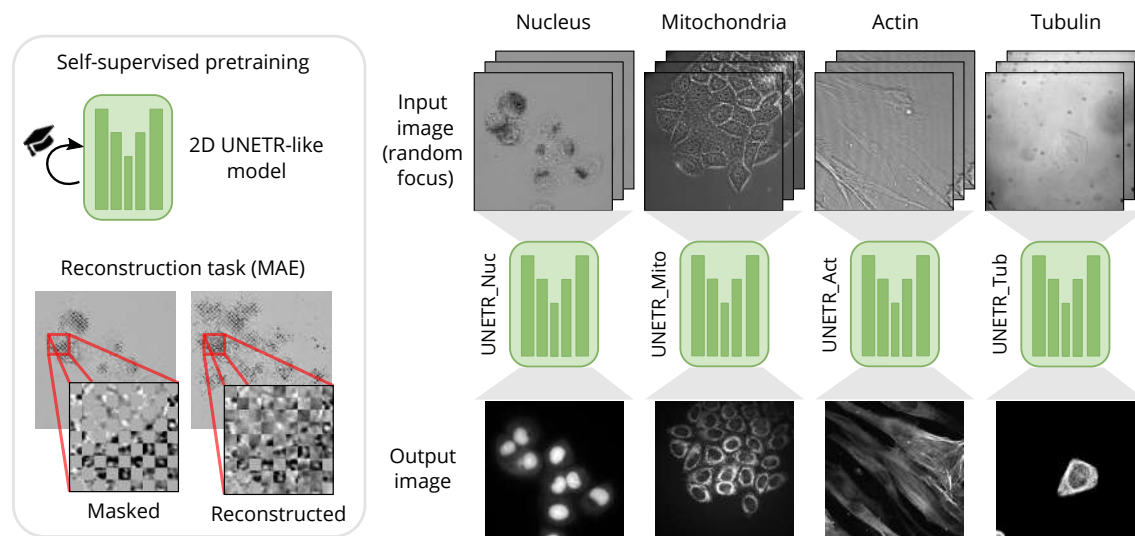 Self-supervised pretraining
2D UNETR-like
model
Reconstruction task (MAE)
Masked
Reconstructed
Nucleus
Mitochondria
Actin
Tubulin
Input
image
(random
focus)
UNETR_Nuc
UNETR_Mito
UNETR_Act
UNETR_Tub
Output
image